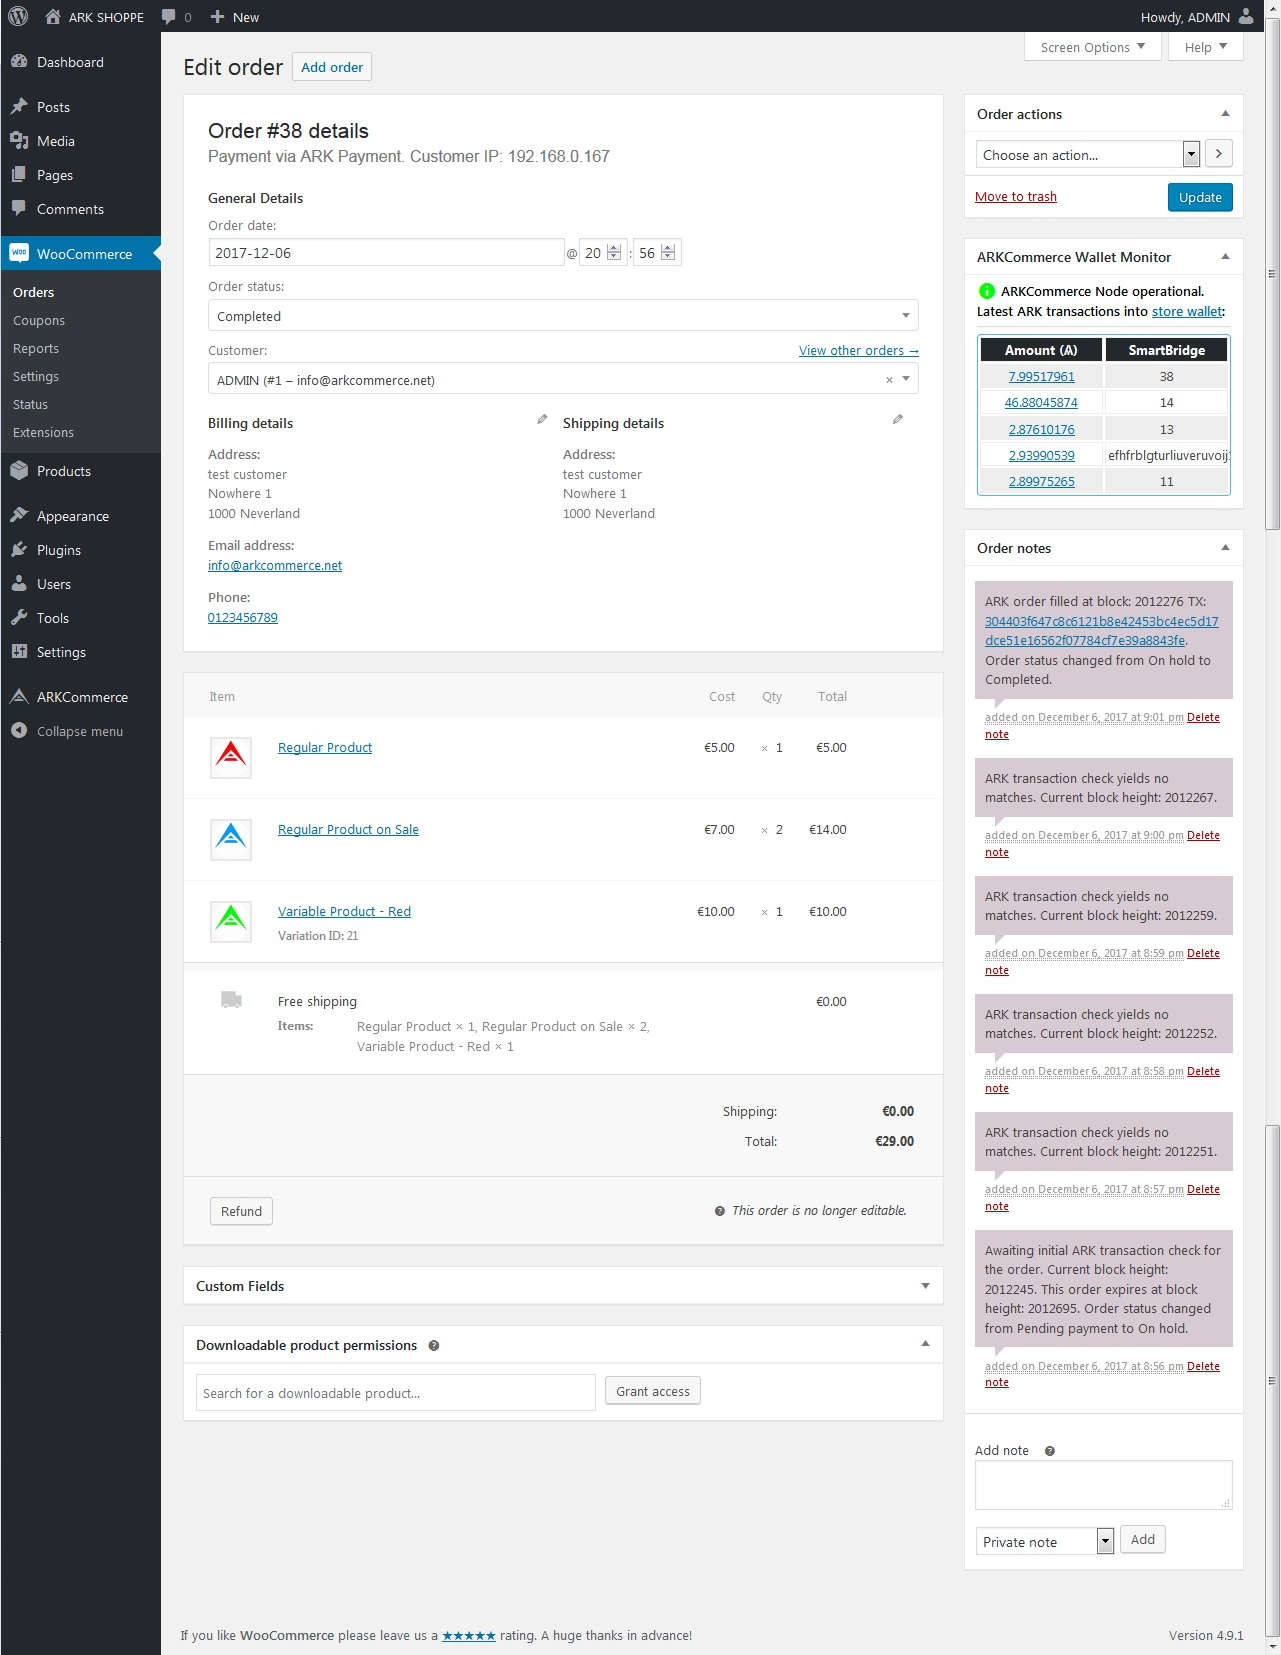 ARK SHOPPE
0
New
Howdy, ADMIN
Screen Options
Help
Dashboard
Posts
Media
Pages
Comments
WooCommerce
Orders
Coupons
Reports
Settings
Status
Extensions
Products
Appearance
Plugins
Users
Tools
Settings
ARKCommerce
Collapse menu
Edit order
Add order
Order #38 details
Payment via ARK Payment. Customer IP: 192.168.0.167
General Details
Order date:
2017-12-06 @ 20 : 56
Order status:
Completed
Customer:
View other orders →
ADMIN (#1 – info@arkcommerce.net) ×
Billing details
Address:
test customer
Nowhere 1
1000 Neverland
Email address:
info@arkcommerce.net
Phone:
0123456789
Shipping details
Address:
test customer
Nowhere 1
1000 Neverland
Item Cost Qty Total
Regular Product €5.00 × 1 €5.00
Regular Product on Sale €7.00 × 2 €14.00
Variable Product - Red €10.00 × 1 €10.00
Variation ID: 21
Free shipping €0.00
Items: Regular Product × 1, Regular Product on Sale × 2,
Variable Product - Red × 1
Shipping: €0.00
Total: €29.00
Refund
This order is no longer editable.
Custom Fields
Downloadable product permissions
Search for a downloadable product...
Grant access
Order actions
Choose an action...
Move to trash
Update
ARKCommerce Wallet Monitor
ARKCommerce Node operational.
Latest ARK transactions into store wallet:
Amount (Ѧ) SmartBridge
7.99517961 38
46.88045874 14
2.87610176 13
2.93990539 efhfrblgturliuveruvoij
2.89975265 11
Order notes
ARK order filled at block: 2012276 TX:
304403f647c8c6121b8e42453bc4ec5d17
dce51e16562f07784cf7e39a8843fe.
Order status changed from On hold to
Completed.
added on December 6, 2017 at 9:01 pm Delete
note
ARK transaction check yields no
matches. Current block height: 2012267.
added on December 6, 2017 at 9:00 pm Delete
note
ARK transaction check yields no
matches. Current block height: 2012259.
added on December 6, 2017 at 8:59 pm Delete
note
ARK transaction check yields no
matches. Current block height: 2012252.
added on December 6, 2017 at 8:58 pm Delete
note
ARK transaction check yields no
matches. Current block height: 2012251.
added on December 6, 2017 at 8:57 pm Delete
note
Awaiting initial ARK transaction check for
the order. Current block height:
2012245. This order expires at block
height: 2012695. Order status changed
from Pending payment to On hold.
added on December 6, 2017 at 8:56 pm Delete
note
Add note
Private note
Add
If you like WooCommerce please leave us a ★★★★★ rating. A huge thanks in advance!
Version 4.9.1